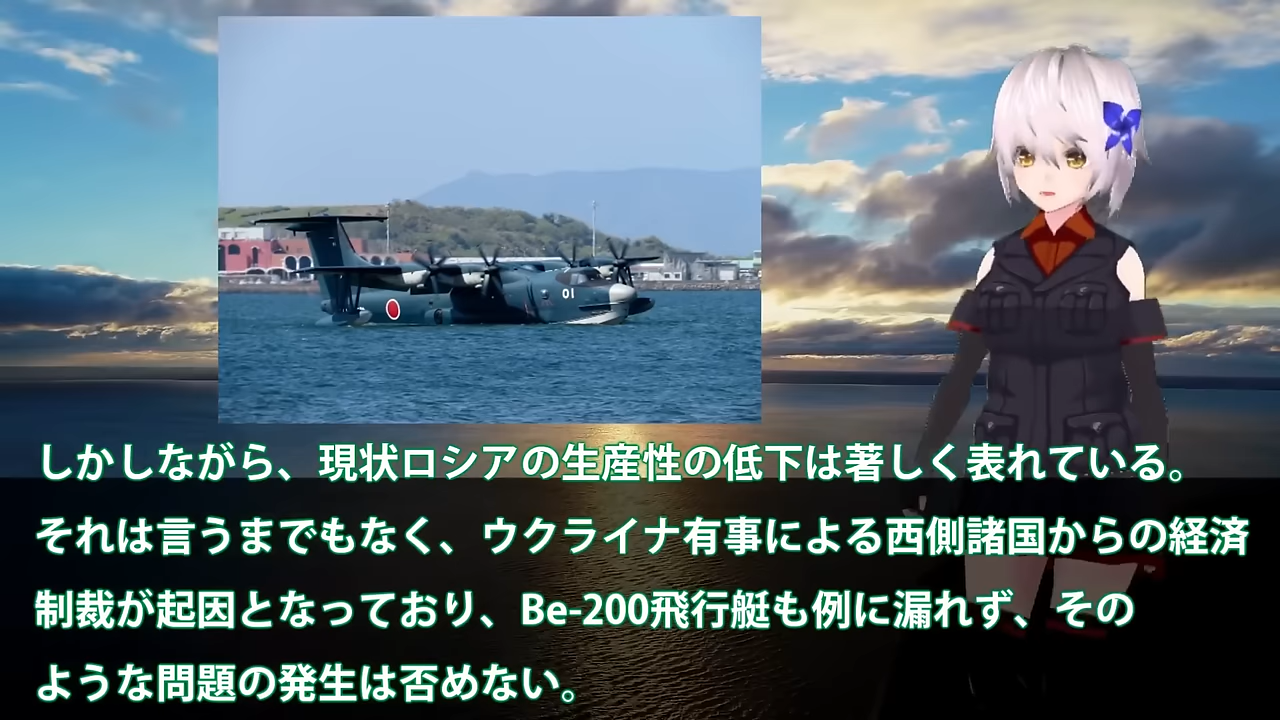 01
しかしながら、現状ロシアの生産性の低下は著しく表れている。
それは言うまでもなく、ウクライナ有事による西側諸国からの経済
制裁が起因となっており、Be-200飛行艇も例に漏れず、その
ような問題の発生は否めない。